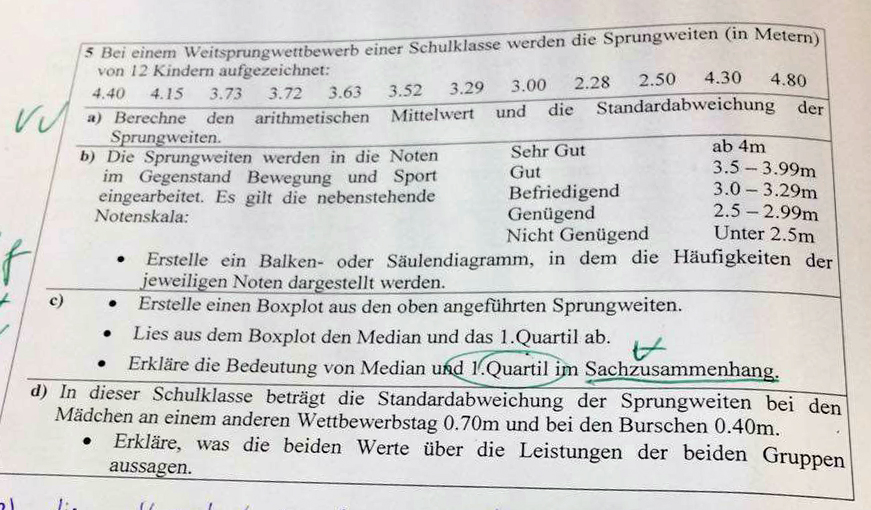 5 Bei einem Weitsprungwettbewerb einer Schulklasse werden die Sprungweiten (in Metern)
von 12 Kindern aufgezeichnet:
4.40 4.15 3.73 3.72 3.63 3.52 3.29 3.00 2.28 2.50 4.30 4.80
a) Berechne den arithmetischen Mittelwert und die Standardabweichung der
Sprungweiten.
b) Die Sprungweiten werden in die Noten
im Gegenstand Bewegung und Sport
eingearbeitet. Es gilt die nebenstehende
Notenskala:
Sehr Gut ab 4m
Gut 3.5 – 3.99m
Befriedigend 3.0 – 3.29m
Genügend 2.5 – 2.99m
Nicht Genügend Unter 2.5m
• Erstelle ein Balken- oder Säulendiagramm, in dem die Häufigkeiten der
jeweiligen Noten dargestellt werden.
c) • Erstelle einen Boxplot aus den oben angeführten Sprungweiten.
• Lies aus dem Boxplot den Median und das 1.Quartil ab.
• Erkläre die Bedeutung von Median und 1.Quartil im Sachzusammenhang.
d) In dieser Schulklasse beträgt die Standardabweichung der Sprungweiten bei den
Mädchen an einem anderen Wettbewerbstag 0.70m und bei den Burschen 0.40m.
• Erkläre, was die beiden Werte über die Leistungen der beiden Gruppen
aussagen.